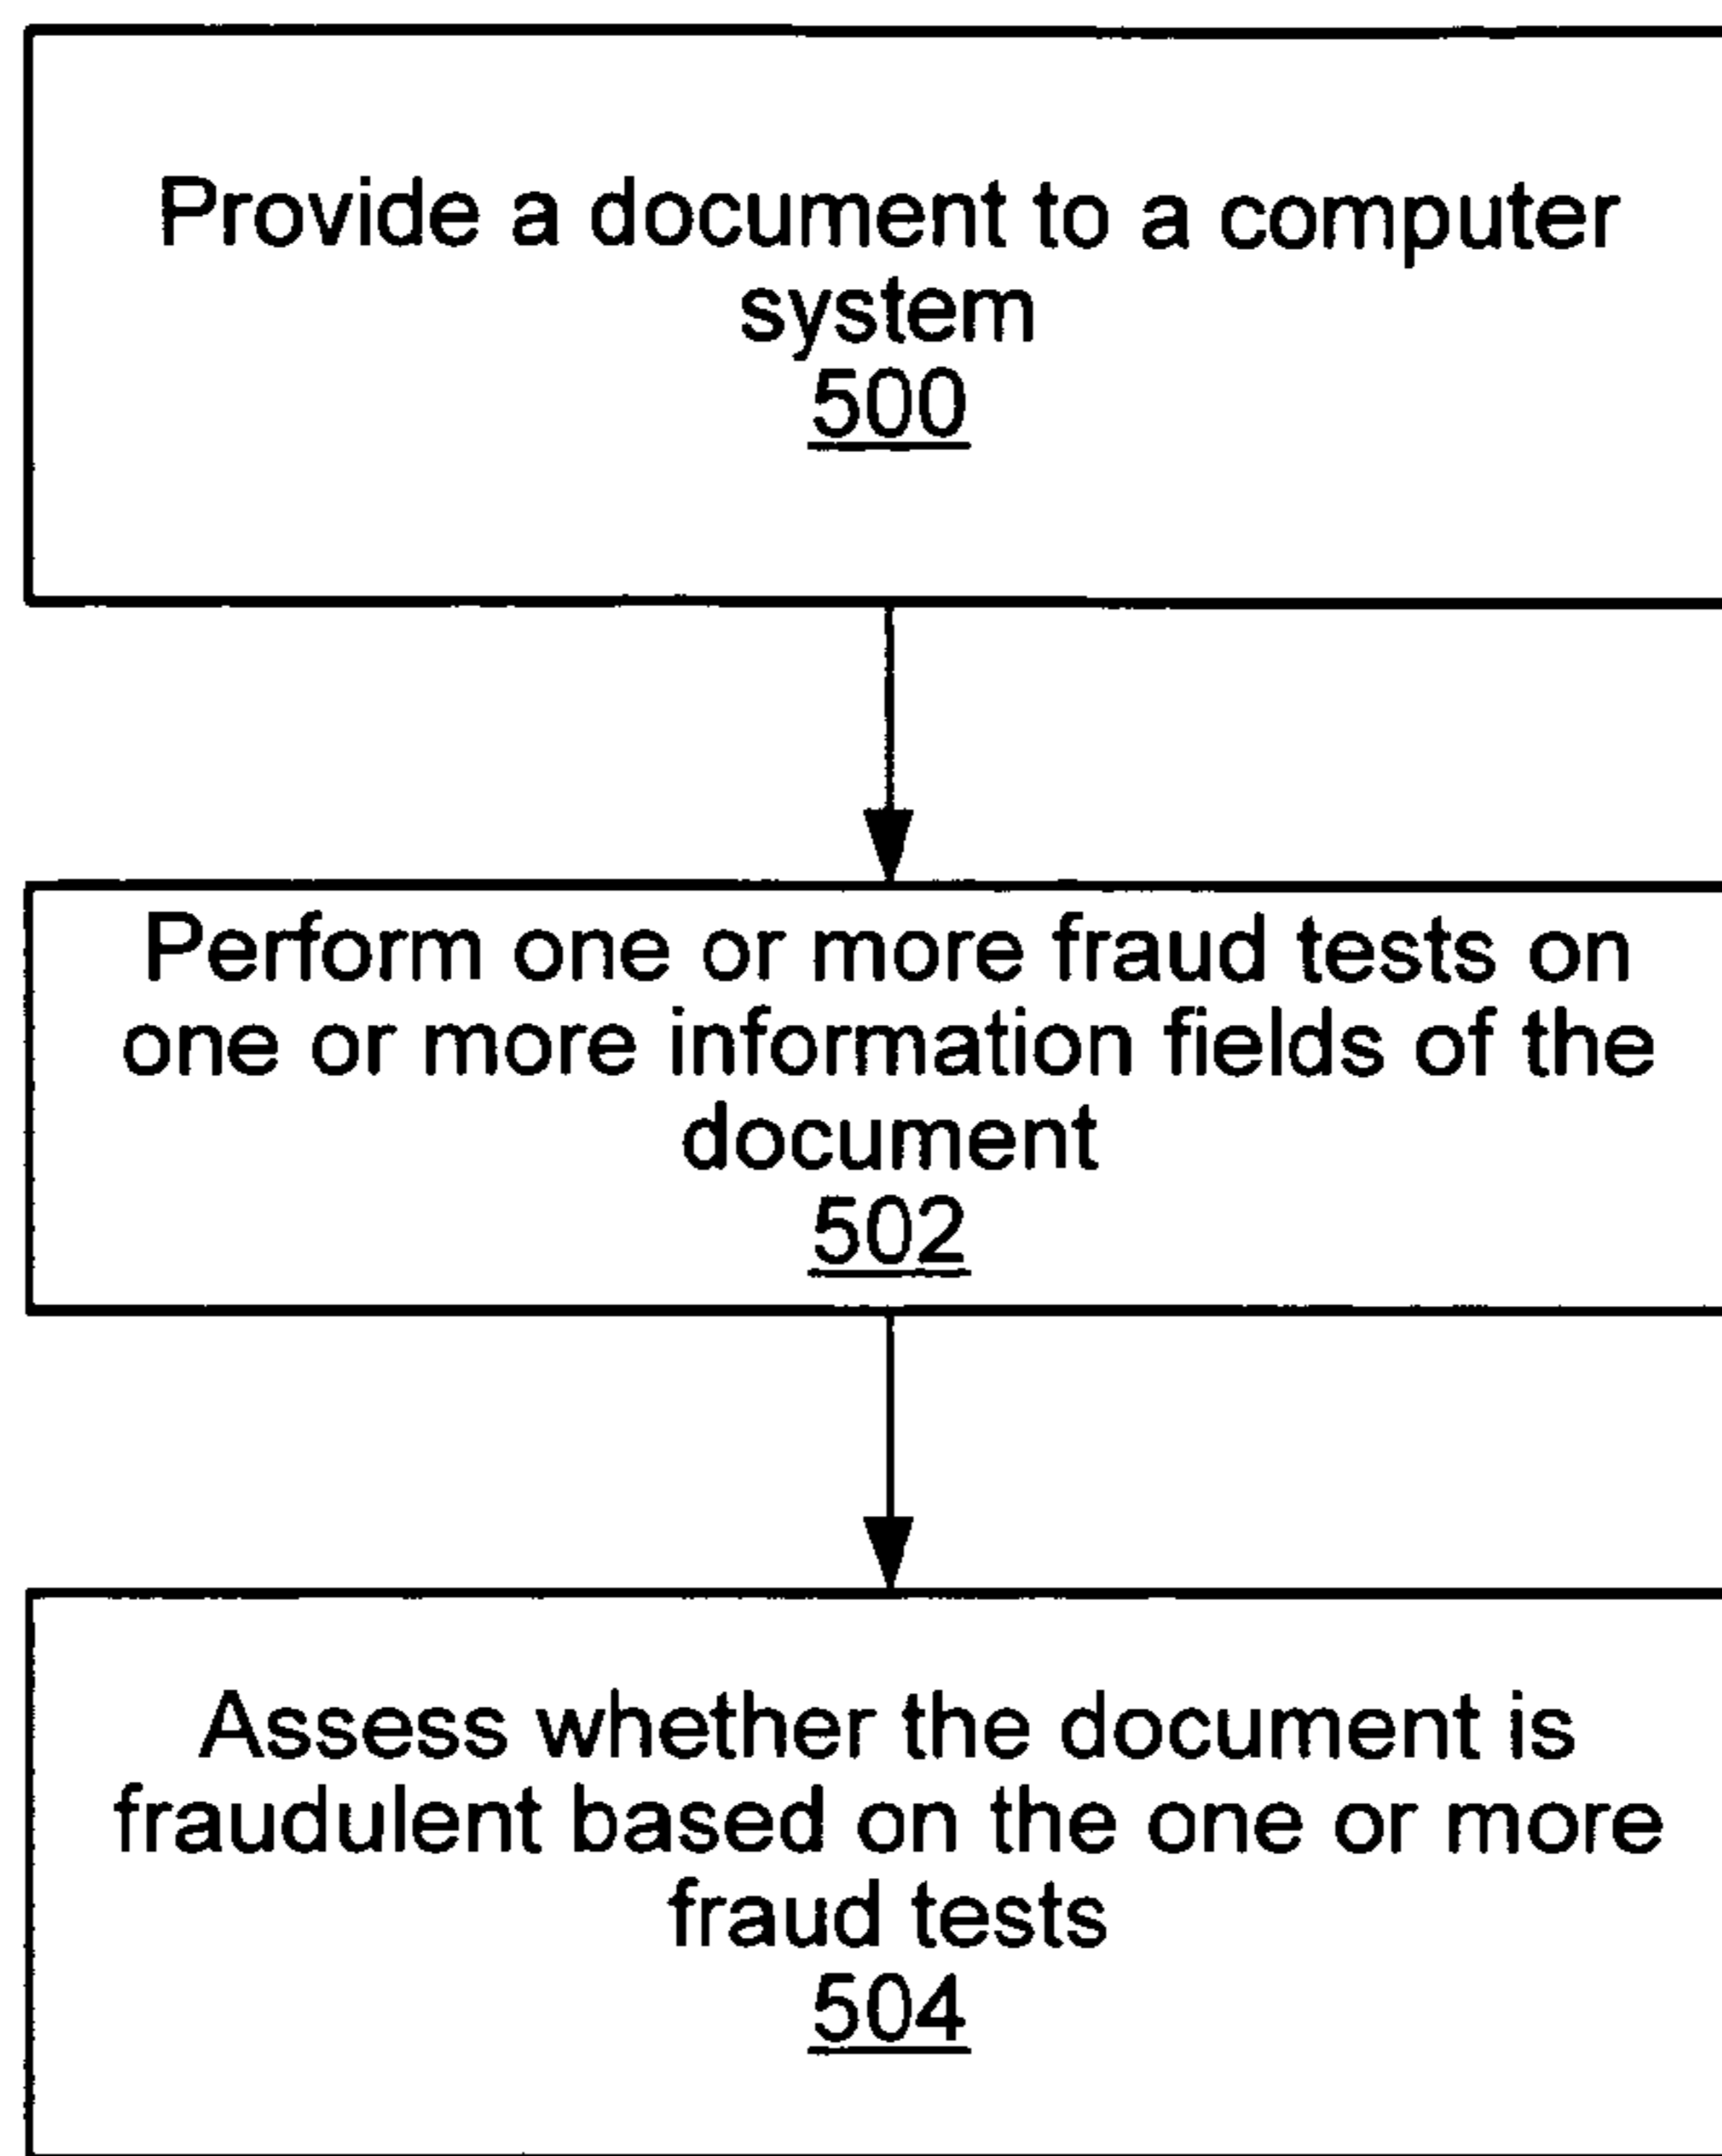 Provide a document to a computer
system
500
Perform one or more fraud tests on
one or more information fields of the
document
502
Assess whether the document is
fraudulent based on the one or more
fraud tests
504